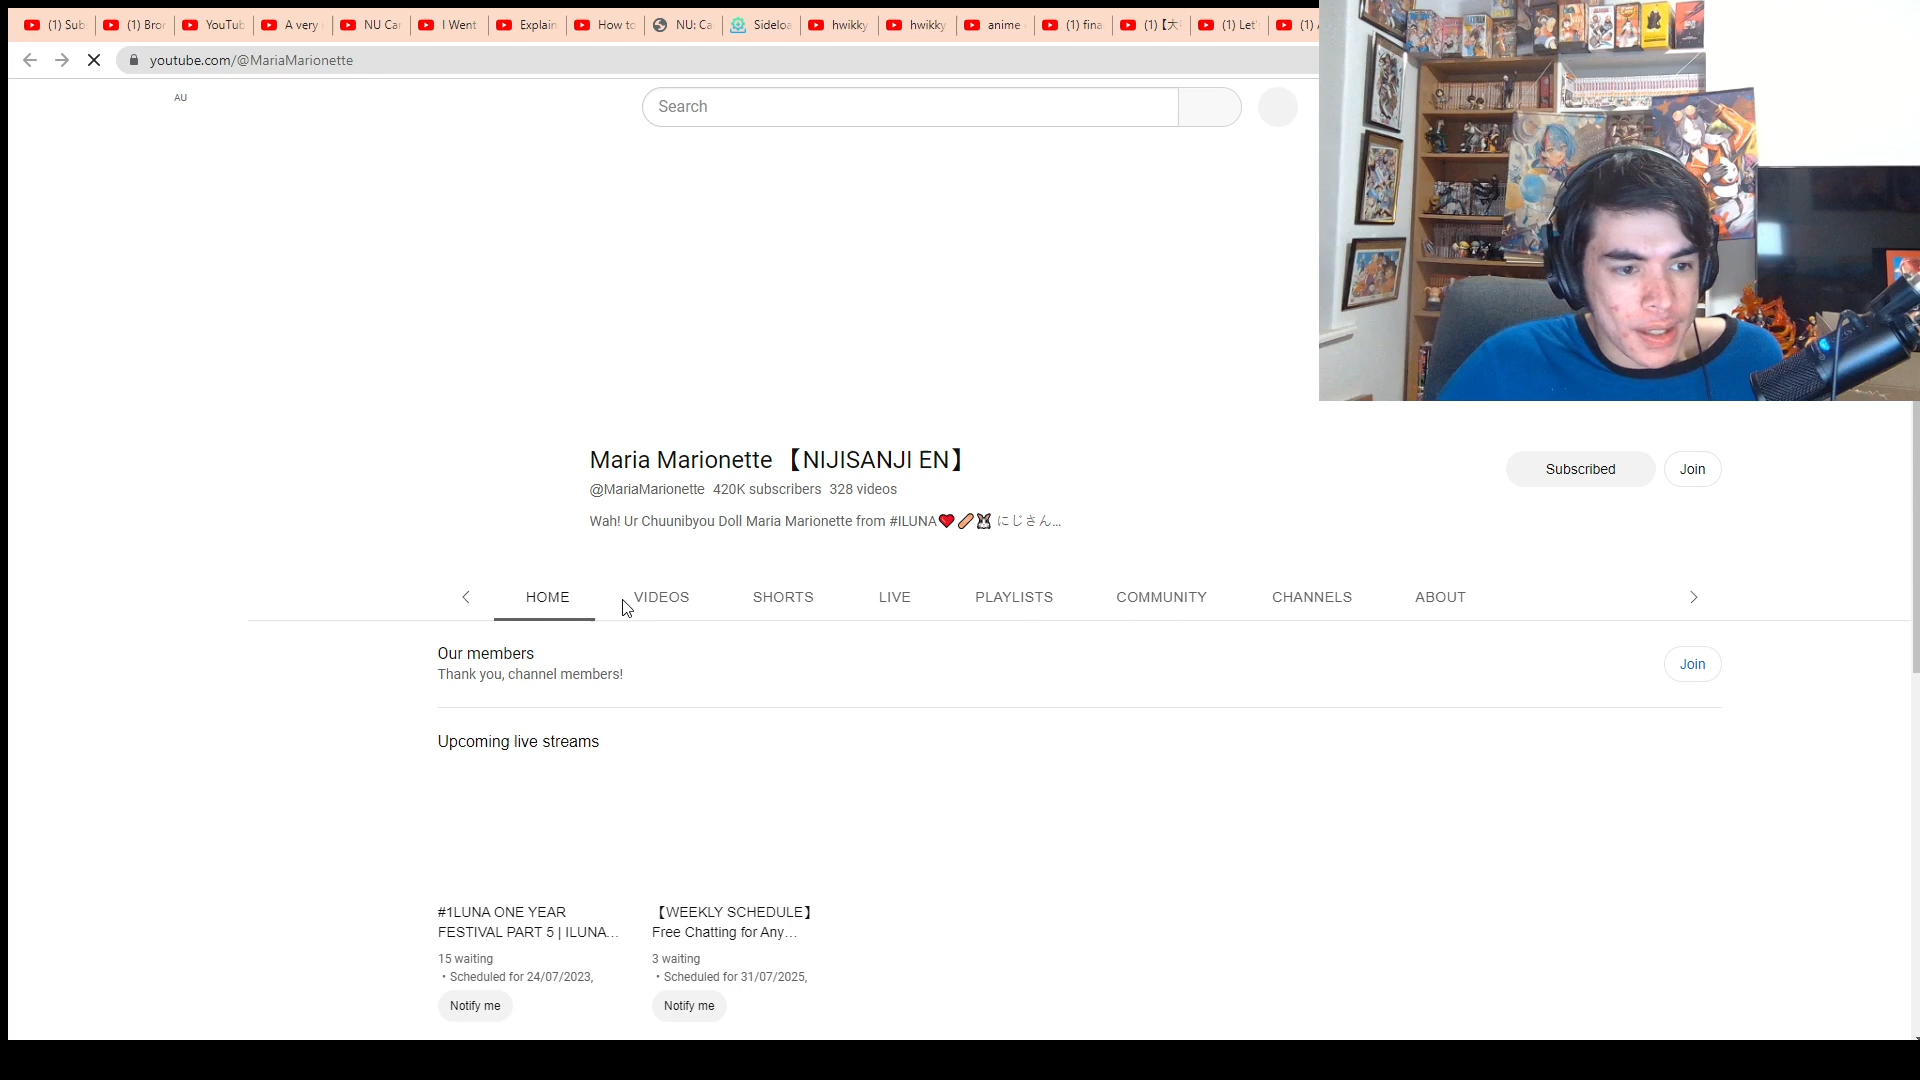 (1) Sub
(1) Bror
YouTub
A very
NU Car
I Went
Explain
How to
NU: Ca
Sideloa
hwikky
hwikky
anime
(1) fina
(1)【大
(1) Let'
(1)
youtube.com/@MariaMarionette
AU
Search
Maria Marionette 【NIJISANJI EN】
@MariaMarionette 420K subscribers 328 videos
Wah! Ur Chuunibyou Doll Maria Marionette from #ILUNA❤️🩹🐰 にじさん...
Subscribed
Join
HOME
VIDEOS
SHORTS
LIVE
PLAYLISTS
COMMUNITY
CHANNELS
ABOUT
Our members
Thank you, channel members!
Join
Upcoming live streams
#1LUNA ONE YEAR
FESTIVAL PART 5 | ILUNA...
15 waiting
• Scheduled for 24/07/2023,
Notify me
【WEEKLY SCHEDULE】
Free Chatting for Any...
3 waiting
• Scheduled for 31/07/2025,
Notify me